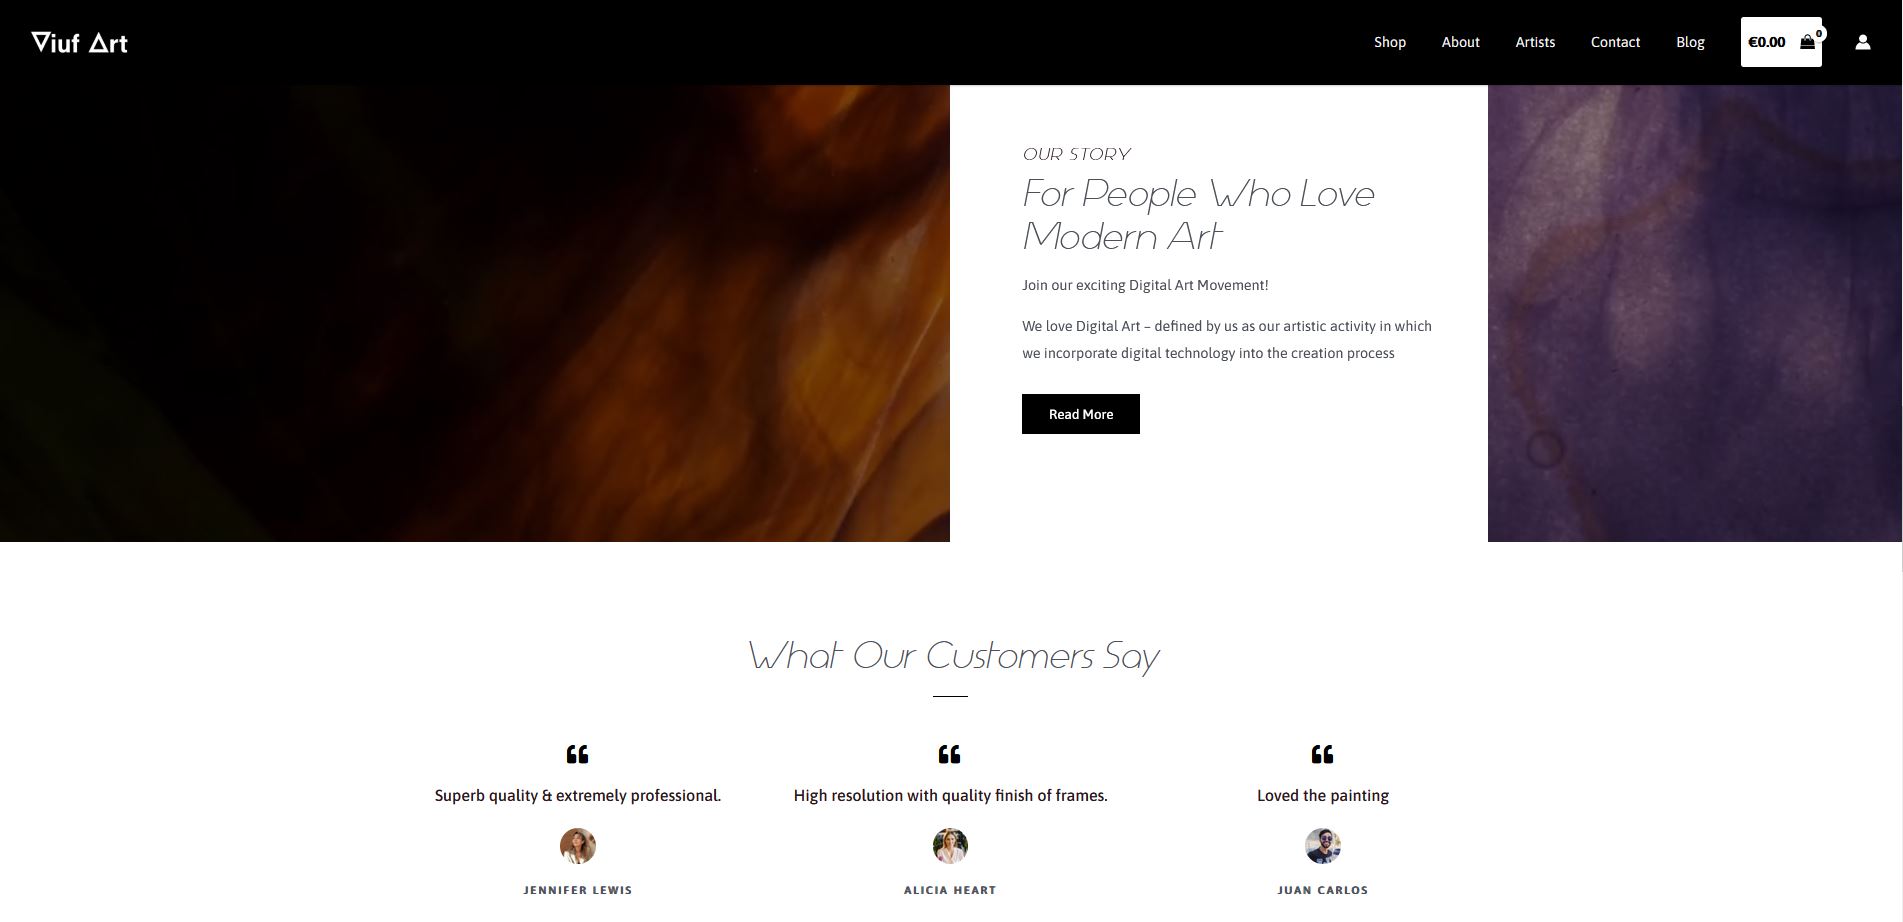 Viuf Art
Shop
About
Artists
Contact
Blog
€0.00
0
OUR STORY
For People Who Love
Modern Art
Join our exciting Digital Art Movement!
We love Digital Art – defined by us as our artistic activity in which
we incorporate digital technology into the creation process
Read More
What Our Customers Say
Superb quality & extremely professional.
JENNIFER LEWIS
High resolution with quality finish of frames.
ALICIA HEART
Loved the painting
JUAN CARLOS